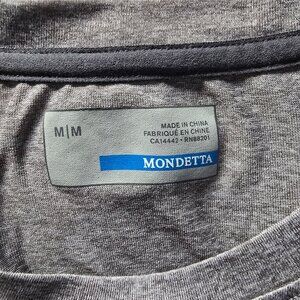 M|M
MADE IN CHINA
FABRIQUÉ EN CHINE
CA14442 • RN88201
MONDETTA